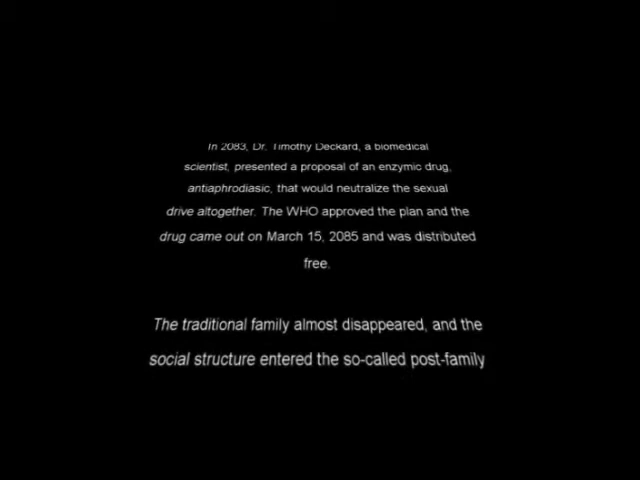 In 2083, Dr. Timothy Deckard, a biomedical
scientist, presented a proposal of an enzymic drug,
antiaphrodiasic, that would neutralize the sexual
drive altogether. The WHO approved the plan and the
drug came out on March 15, 2085 and was distributed
free.
The traditional family almost disappeared, and the
social structure entered the so-called post-family